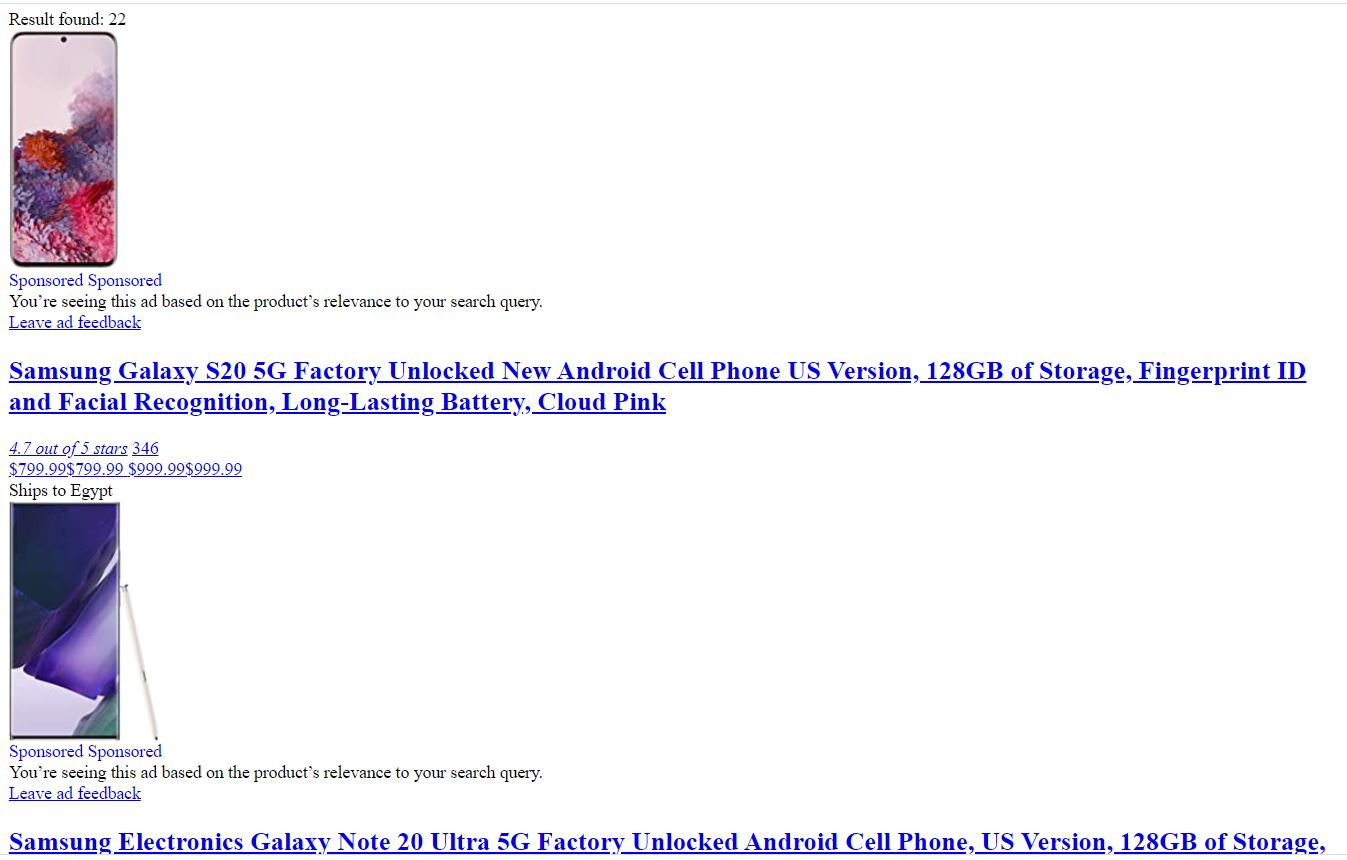 Result found: 22
Sponsored Sponsored
You’re seeing this ad based on the product’s relevance to your search query.
Leave ad feedback
Samsung Galaxy S20 5G Factory Unlocked New Android Cell Phone US Version, 128GB of Storage, Fingerprint ID
and Facial Recognition, Long-Lasting Battery, Cloud Pink
4.7 out of 5 stars 346
$799.99$799.99 $999.99$999.99
Ships to Egypt
Sponsored Sponsored
You’re seeing this ad based on the product’s relevance to your search query.
Leave ad feedback
Samsung Electronics Galaxy Note 20 Ultra 5G Factory Unlocked Android Cell Phone, US Version, 128GB of Storage,